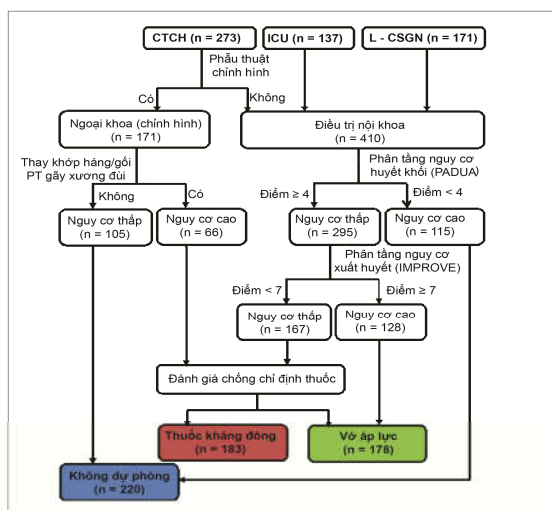 CTCH (n = 273)
ICU (n = 137)
L - CSGN (n = 171)
Phẫu thuật
chỉnh hình
Có
Không
Ngoại khoa (chỉnh hình)
(n = 171)
Điều trị nội khoa
(n = 410)
Thay khớp háng/gối
PT gãy xương đùi
Không
Có
Phân tầng nguy cơ
huyết khối (PADUA)
Điểm ≥ 4
Điểm < 4
Nguy cơ thấp
(n = 105)
Nguy cơ cao
(n = 66)
Nguy cơ thấp
(n = 295)
Nguy cơ cao
(n = 115)
Phân tầng nguy cơ
xuất huyết (IMPROVE)
Điểm < 7
Điểm ≥ 7
Nguy cơ thấp
(n = 167)
Nguy cơ cao
(n = 128)
Đánh giá chống chỉ định thuốc
Thuốc kháng đông
(n = 183)
Vớ áp lực
(n = 178)
Không dự phòng
(n = 220)